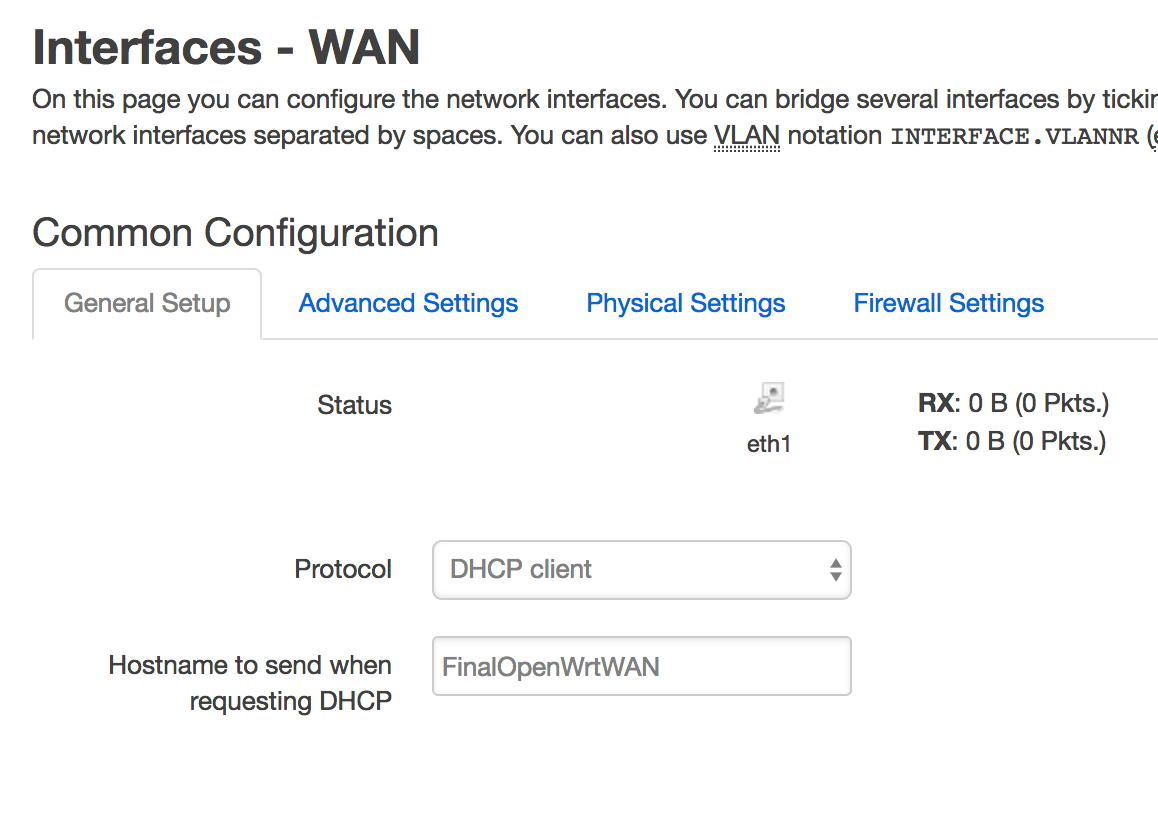 Interfaces - WAN
On this page you can configure the network interfaces. You can bridge several interfaces by
network interfaces separated by spaces. You can also use VLAN notation INTERFACE.VLANNR (
Common Configuration
General Setup Advanced Settings Physical Settings Firewall Settings
Status
eth1
RX: 0 B (0 Pkts.)
TX: 0 B (0 Pkts.)
Protocol DHCP client
Hostname to send when
requesting DHCP
FinalOpenWrtWAN